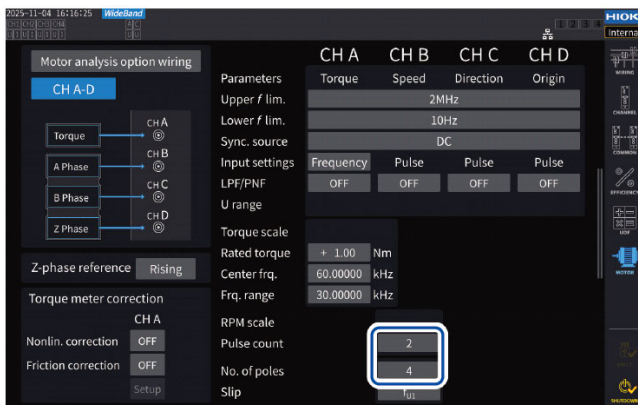 2025-11-04 16:16:25 WideBand
HIOKI
Interna
CH A CH B CH C CH D
Motor analysis option wiring
CH A-D
Torque
CH A
A Phase
CH B
B Phase
CH C
Z Phase
CH D
Z-phase reference Rising
Torque meter correction
CH A
Nonlin. correction OFF
Friction correction OFF
Setup
Parameters Torque Speed Direction Origin
Upper f lim. 2MHz
Lower f lim. 10Hz
Sync. source DC
Input settings Frequency Pulse Pulse Pulse
LPF/PNF OFF OFF OFF OFF
U range
Torque scale
Rated torque + 1.00 Nm
Center frq. 60.00000 kHz
Frq. range 30.00000 kHz
RPM scale
Pulse count 2
No. of poles 4
Slip fU1
WIRING
CHANNEL
COMMON
EFFICIENCY
UDF
MOTOR
SHUTDOWN